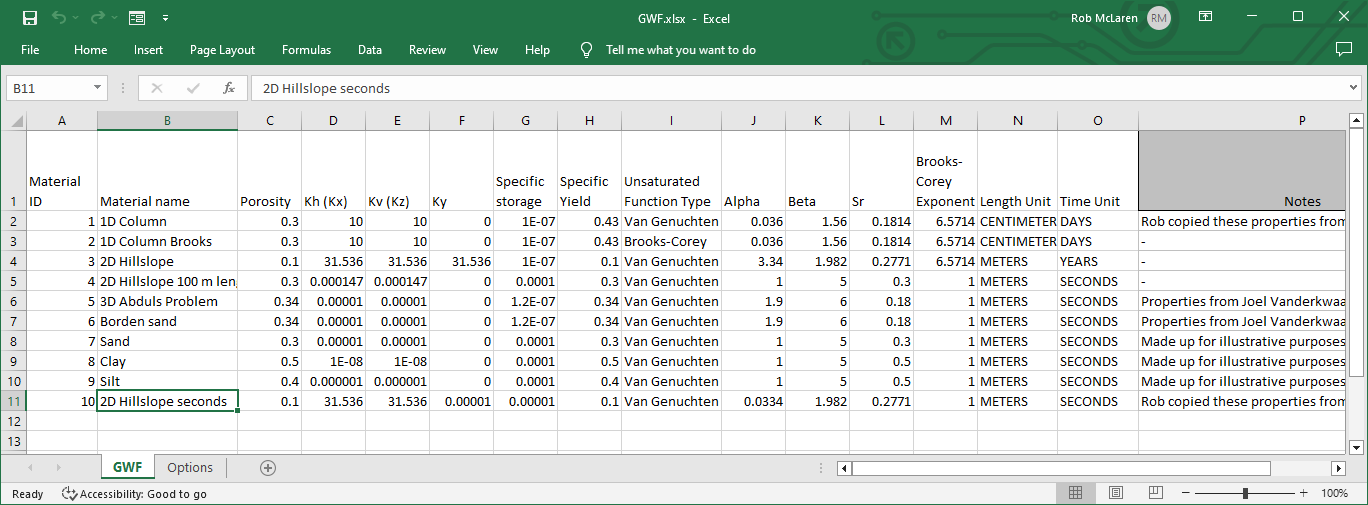 GWF.xlsx - Excel
Rob McLaren RM
File Home Insert Page Layout Formulas Data Review View Help Tell me what you want to do
B11 fx 2D Hillslope seconds
A B C D E F G H I J K L M N O P
1 Material ID Material name Porosity Kh (Kx) Kv (Kz) Ky Specific storage Specific Yield Unsaturated Function Type Alpha Beta Sr Brooks-Corey Exponent Length Unit Time Unit Notes
2 1 1D Column 0.3 10 10 0 1E-07 0.43 Van Genuchten 0.036 1.56 0.1814 6.5714 CENTIMETER DAYS Rob copied these properties from
3 2 1D Column Brooks 0.3 10 10 0 1E-07 0.43 Brooks-Corey 0.036 1.56 0.1814 6.5714 CENTIMETER DAYS -
4 3 2D Hillslope 0.1 31.536 31.536 31.536 1E-07 0.1 Van Genuchten 3.34 1.982 0.2771 6.5714 METERS YEARS -
5 4 2D Hillslope 100 m len 0.3 0.000147 0.000147 0 0.0001 0.3 Van Genuchten 1 5 0.3 1 METERS SECONDS -
6 5 3D Abduls Problem 0.34 0.00001 0.00001 0 1.2E-07 0.34 Van Genuchten 1.9 6 0.18 1 METERS SECONDS Properties from Joel Vanderkwaa
7 6 Borden sand 0.34 0.00001 0.00001 0 1.2E-07 0.34 Van Genuchten 1.9 6 0.18 1 METERS SECONDS Properties from Joel Vanderkwaa
8 7 Sand 0.3 0.00001 0.00001 0 0.0001 0.3 Van Genuchten 1 5 0.3 1 METERS SECONDS Made up for illustrative purposes
9 8 Clay 0.5 1E-08 1E-08 0 0.0001 0.5 Van Genuchten 1 5 0.5 1 METERS SECONDS Made up for illustrative purposes
10 9 Silt 0.4 0.000001 0.000001 0 0.0001 0.4 Van Genuchten 1 5 0.5 1 METERS SECONDS Made up for illustrative purposes
11 10 2D Hillslope seconds 0.1 31.536 31.536 0.00001 0.00001 0.1 Van Genuchten 0.0334 1.982 0.2771 1 METERS SECONDS Rob copied these properties from
12
13
GWF Options
Ready Accessibility: Good to go 100%